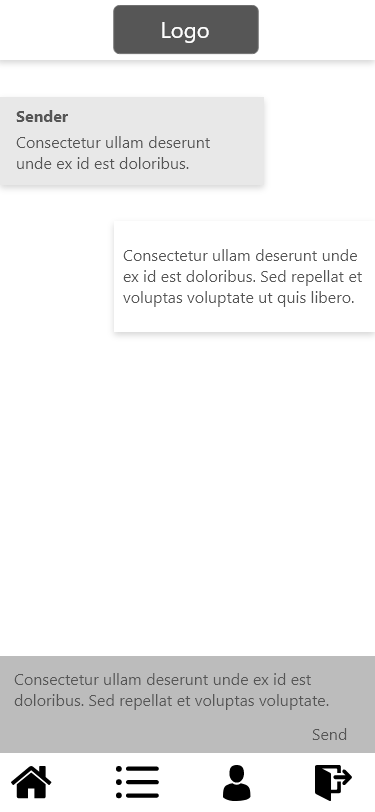 Logo
Sender
Consectetur ullam deserunt
unde ex id est doloribus.
Consectetur ullam deserunt unde
ex id est doloribus. Sed repellat et
voluptas voluptate ut quis libero.
Consectetur ullam deserunt unde ex id est
doloribus. Sed repellat et voluptas voluptate.
Send